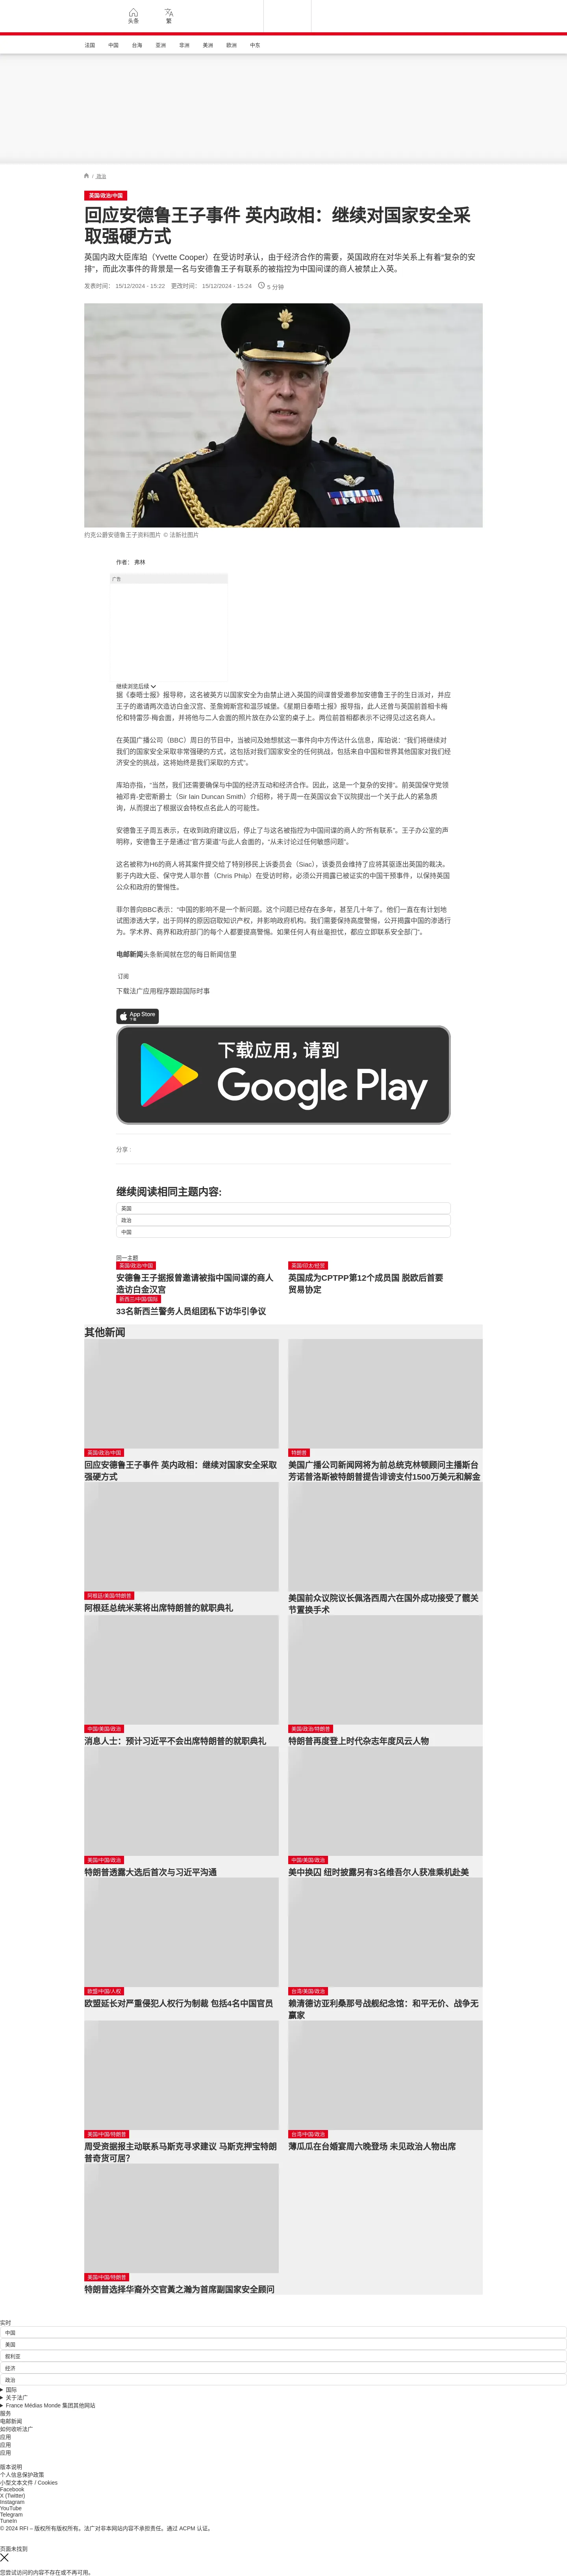 头条
繁
法国
中国
台海
亚洲
非洲
美洲
欧洲
中东
/ 政治
英国/政治/中国
回应安德鲁王子事件 英内政相：继续对国家安全采
取强硬方式
英国内政大臣库珀（Yvette Cooper）在受访时承认，由于经济合作的需要，英国政府在对华关系上有着“复杂的安
排”，而此次事件的背景是一名与安德鲁王子有联系的被指控为中国间谍的商人被禁止入英。
发表时间： 15/12/2024 - 15:22 更改时间： 15/12/2024 - 15:24 5 分钟
约克公爵安德鲁王子资料图片 © 法新社图片
作者： 弗林
广告
继续浏览后续
据《泰晤士报》报导称，这名被英方以国家安全为由禁止进入英国的间谍曾受邀参加安德鲁王子的生日派对，并应
王子的邀请两次造访白金汉宫、圣詹姆斯宫和温莎城堡。《星期日泰晤士报》报导指，此人还曾与英国前首相卡梅
伦和特蕾莎·梅会面，并将他与二人会面的照片放在办公室的桌子上。两位前首相都表示不记得见过这名商人。
在英国广播公司（BBC）周日的节目中，当被问及她想就这一事件向中方传达什么信息，库珀说：“我们将继续对
我们的国家安全采取非常强硬的方式，这包括对我们国家安全的任何挑战，包括来自中国和世界其他国家对我们经
济安全的挑战，这将始终是我们采取的方式”。
库珀亦指，“当然，我们还需要确保与中国的经济互动和经济合作。因此，这是一个复杂的安排”。前英国保守党领
袖邓肯·史密斯爵士（Sir Iain Duncan Smith）介绍称，将于周一在英国议会下议院提出一个关于此人的紧急质
询，从而提出了根据议会特权点名此人的可能性。
安德鲁王子周五表示，在收到政府建议后，停止了与这名被指控为中国间谍的商人的“所有联系”。王子办公室的声
明称，安德鲁王子是通过“官方渠道”与此人会面的，“从未讨论过任何敏感问题”。
这名被称为H6的商人将其案件提交给了特别移民上诉委员会（Siac），该委员会维持了应将其驱逐出英国的裁决。
影子内政大臣、保守党人菲尔普（Chris Philp）在受访时称，必须公开揭露已被证实的中国干预事件，以保持英国
公众和政府的警惕性。
菲尔普向BBC表示：“中国的影响不是一个新问题。这个问题已经存在多年，甚至几十年了。他们一直在有计划地
试图渗透大学，出于同样的原因窃取知识产权，并影响政府机构。我们需要保持高度警惕，公开揭露中国的渗透行
为。学术界、商界和政府部门的每个人都要提高警惕。如果任何人有丝毫担忧，都应立即联系安全部门”。
电邮新闻头条新闻就在您的每日新闻信里
订阅
下载法广应用程序跟踪国际时事
App Store
下载
下载应用，请到
Google Play
分享 :
继续阅读相同主题内容:
英国
政治
中国
同一主题
英国/政治/中国
安德鲁王子据报曾邀请被指中国间谍的商人
造访白金汉宫
英国/印太/经贸
英国成为CPTPP第12个成员国 脱欧后首要
贸易协定
新西兰/中国/国际
33名新西兰警务人员组团私下访华引争议
其他新闻
英国/政治/中国
回应安德鲁王子事件 英内政相：继续对国家安全采取
强硬方式
特朗普
美国广播公司新闻网将为前总统克林顿顾问主播斯台
芳诺普洛斯被特朗普提告诽谤支付1500万美元和解金
阿根廷/美国/特朗普
阿根廷总统米莱将出席特朗普的就职典礼
美国前众议院议长佩洛西周六在国外成功接受了髋关
节置换手术
中国/美国/政治
消息人士：预计习近平不会出席特朗普的就职典礼
美国/政治/特朗普
特朗普再度登上时代杂志年度风云人物
美国/中国/政治
特朗普透露大选后首次与习近平沟通
中国/美国/政治
美中换囚 纽时披露另有3名维吾尔人获准乘机赴美
欧盟/中国/人权
欧盟延长对严重侵犯人权行为制裁 包括4名中国官员
台湾/美国/政治
赖清德访亚利桑那号战舰纪念馆：和平无价、战争无
赢家
美国/中国/特朗普
周受资据报主动联系马斯克寻求建议 马斯克押宝特朗
普奇货可居？
台湾/中国/政治
薄瓜瓜在台婚宴周六晚登场 未见政治人物出席
美国/中国/特朗普
特朗普选择华裔外交官黃之瀚为首席副国家安全顾问
实时
中国
美国
叙利亚
经济
政治
国际
关于法广
France Médias Monde 集团其他网站
服务
电邮新闻
如何收听法广
应用
应用
应用
版本说明
个人信息保护政策
小型文本文件 / Cookies
Facebook
X (Twitter)
Instagram
YouTube
Telegram
TuneIn
© 2024 RFI – 版权所有版权所有。法广对非本网站内容不承担责任。通过 ACPM 认证。
页面未找到
您尝试访问的内容不存在或不再可用。